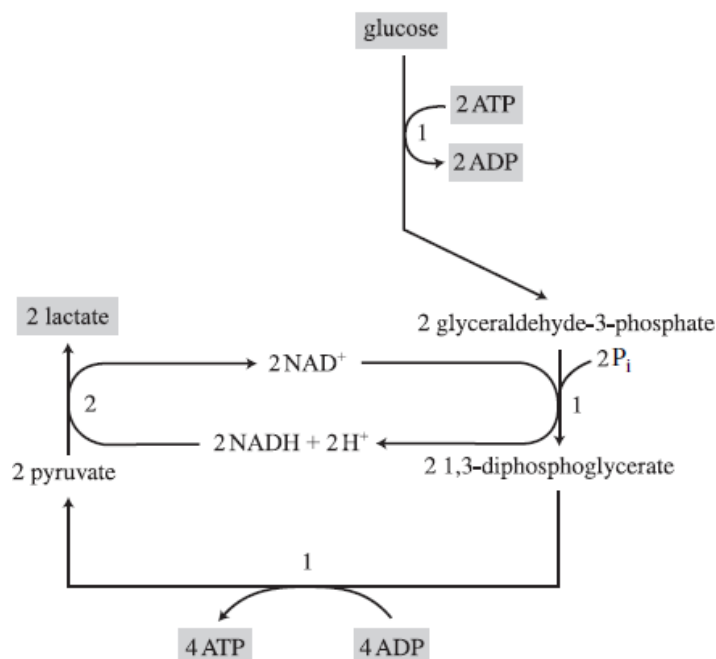 glucose
2 ATP
1
2 ADP
2 lactate
2 glyceraldehyde-3-phosphate
2 NAD⁺
2Pᵢ
2
1
2 NADH + 2 H⁺
2 pyruvate
2 1,3-diphosphoglycerate
1
4 ATP
4 ADP